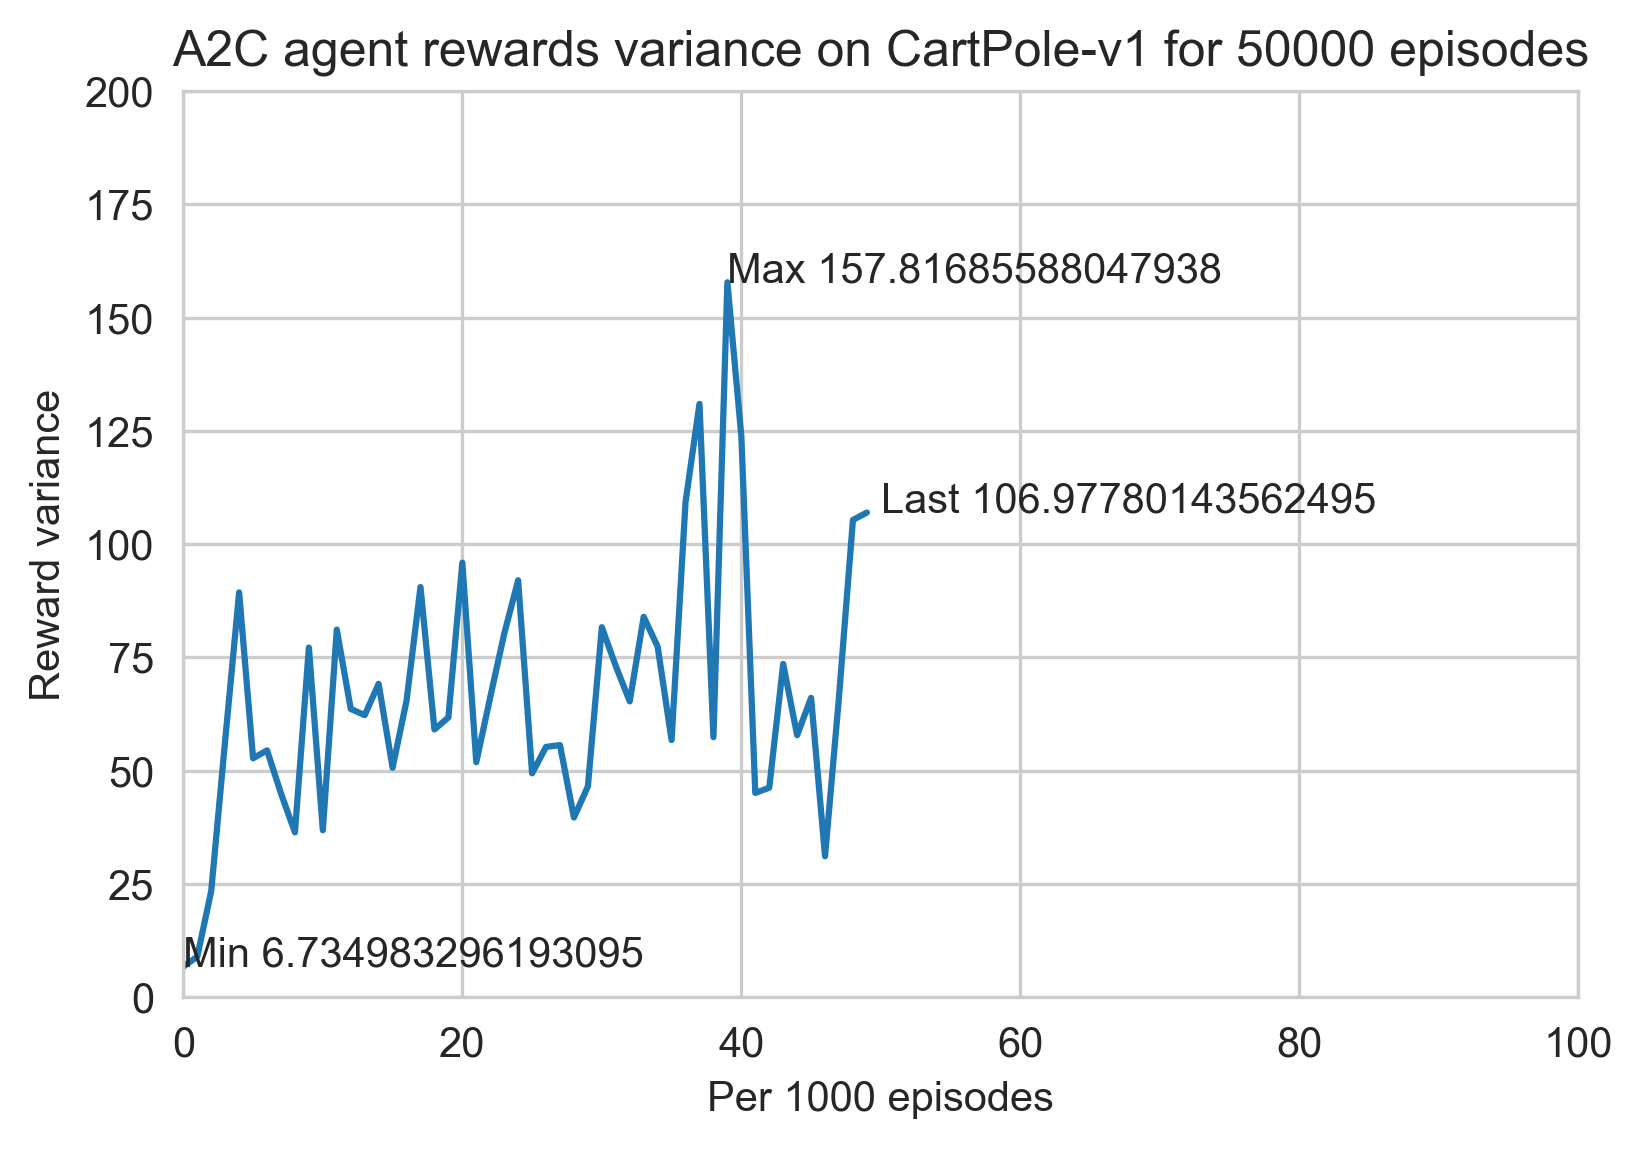 A2C agent rewards variance on CartPole-v1 for 50000 episodes
200
175
150
125
100
75
50
25
0
Reward variance
Max 157.81685588047938
Last 106.97780143562495
Min 6.734983296193095
0 20 40 60 80 100
Per 1000 episodes